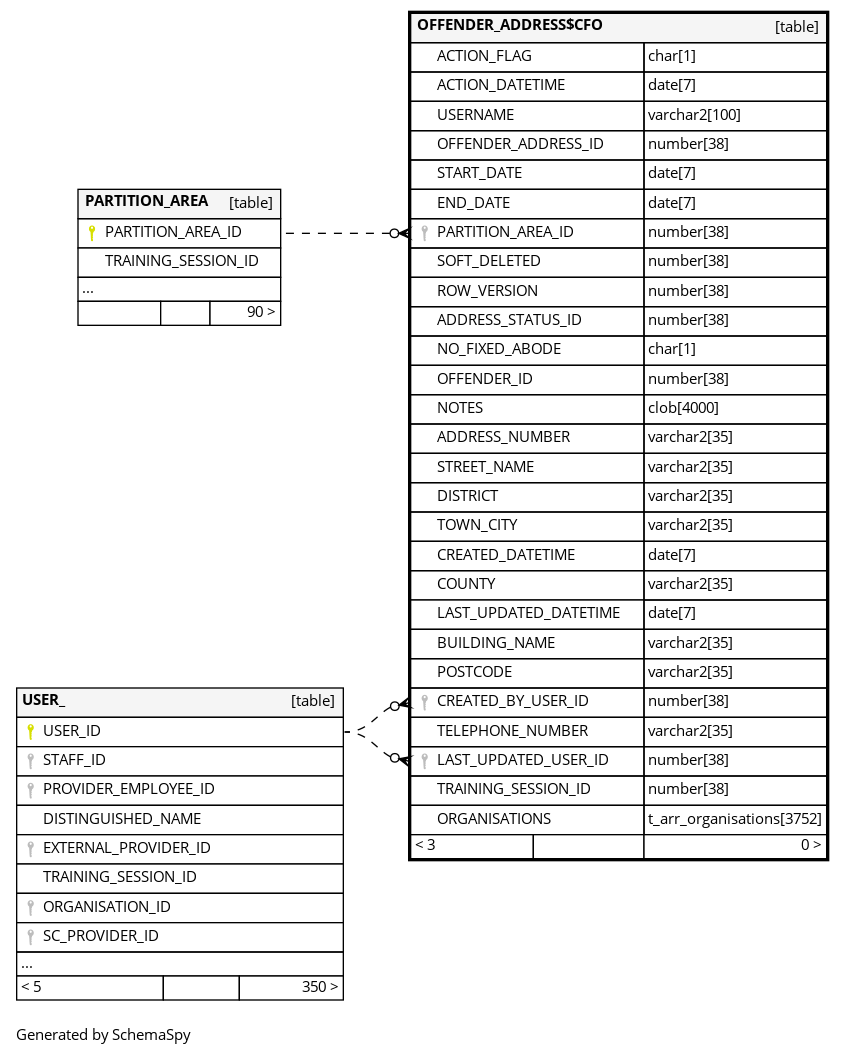 OFFENDER_ADDRESS$CFO [table]
ACTION_FLAG char[1]
ACTION_DATETIME date[7]
USERNAME varchar2[100]
OFFENDER_ADDRESS_ID number[38]
START_DATE date[7]
END_DATE date[7]
PARTITION_AREA_ID number[38]
SOFT_DELETED number[38]
ROW_VERSION number[38]
ADDRESS_STATUS_ID number[38]
NO_FIXED_ABODE char[1]
OFFENDER_ID number[38]
NOTES clob[4000]
ADDRESS_NUMBER varchar2[35]
STREET_NAME varchar2[35]
DISTRICT varchar2[35]
TOWN_CITY varchar2[35]
CREATED_DATETIME date[7]
COUNTY varchar2[35]
LAST_UPDATED_DATETIME date[7]
BUILDING_NAME varchar2[35]
POSTCODE varchar2[35]
CREATED_BY_USER_ID number[38]
TELEPHONE_NUMBER varchar2[35]
LAST_UPDATED_USER_ID number[38]
TRAINING_SESSION_ID number[38]
ORGANISATIONS t_arr_organisations[3752]
< 3 0 >
PARTITION_AREA [table]
PARTITION_AREA_ID
TRAINING_SESSION_ID
...
90 >
USER_ [table]
USER_ID
STAFF_ID
PROVIDER_EMPLOYEE_ID
DISTINGUISHED_NAME
EXTERNAL_PROVIDER_ID
TRAINING_SESSION_ID
ORGANISATION_ID
SC_PROVIDER_ID
...
< 5 350 >
Generated by SchemaSpy